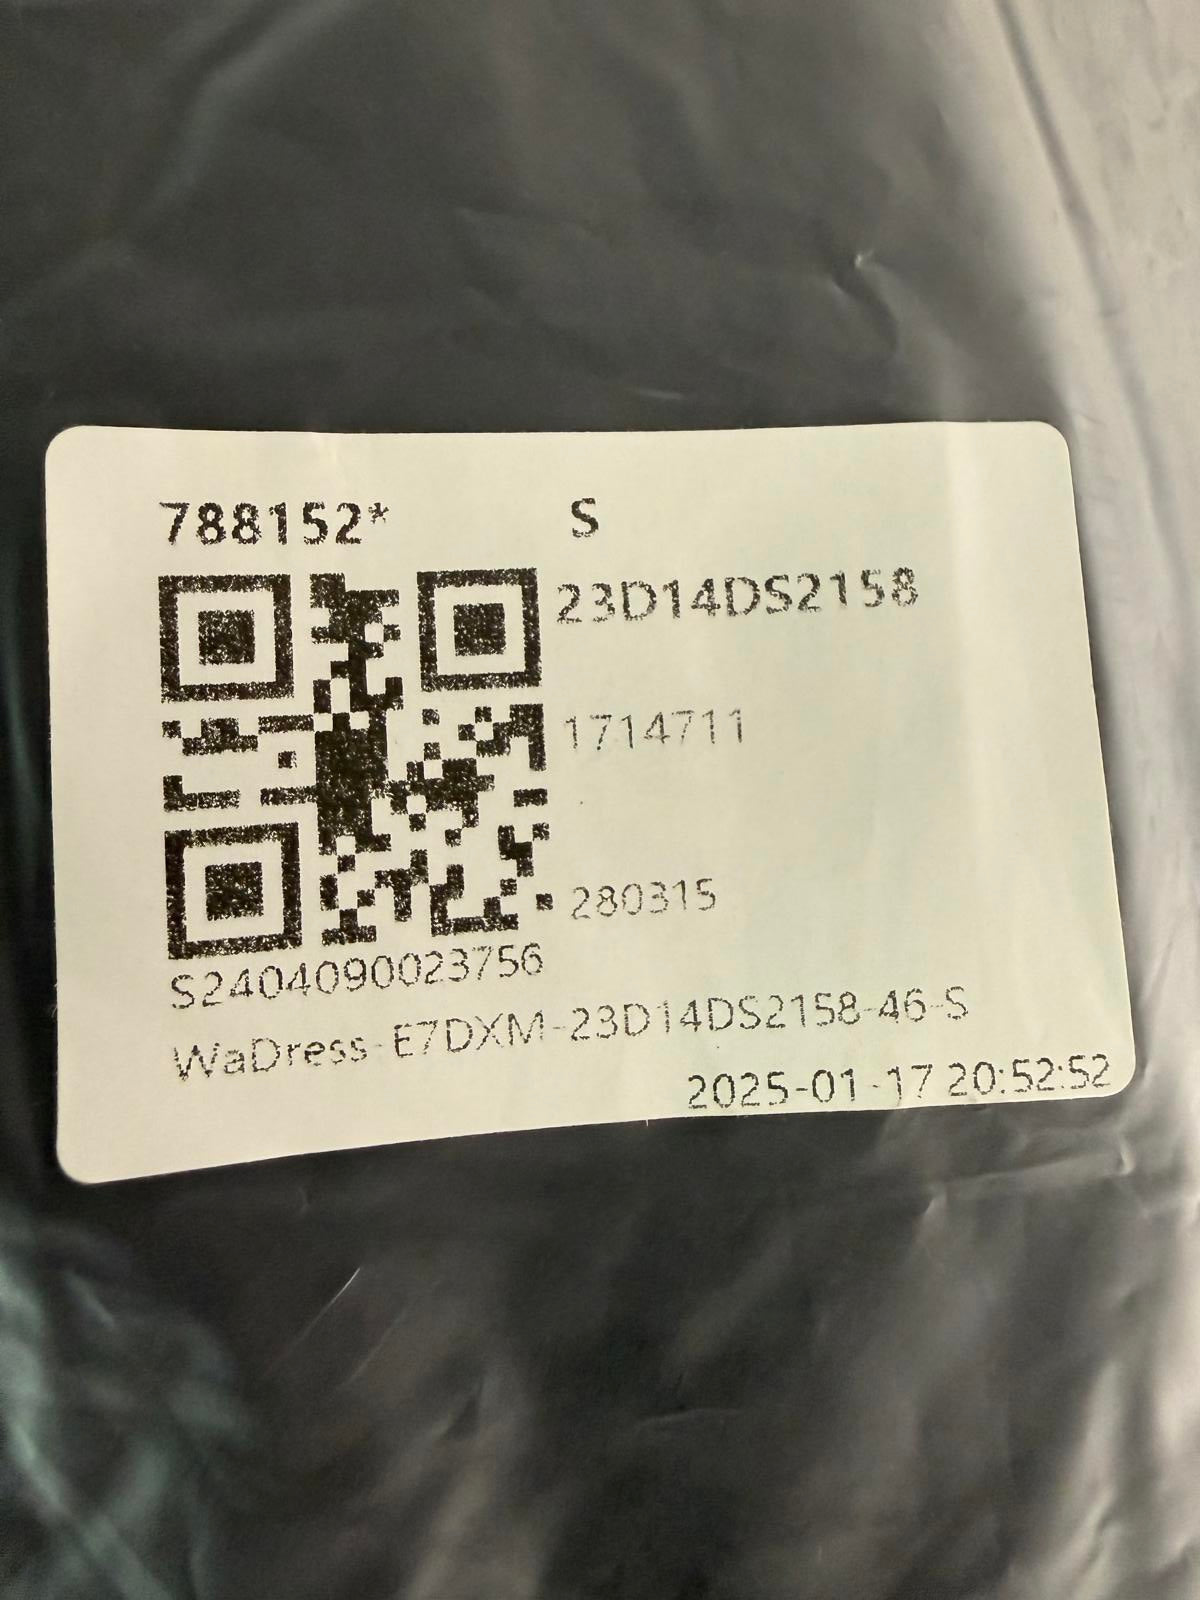 788152* S
23D14DS2158
1714711
280315
S2404090023756
WaDress-E7DXM-23D14DS2158-46-S
2025-01-17 20:52:52